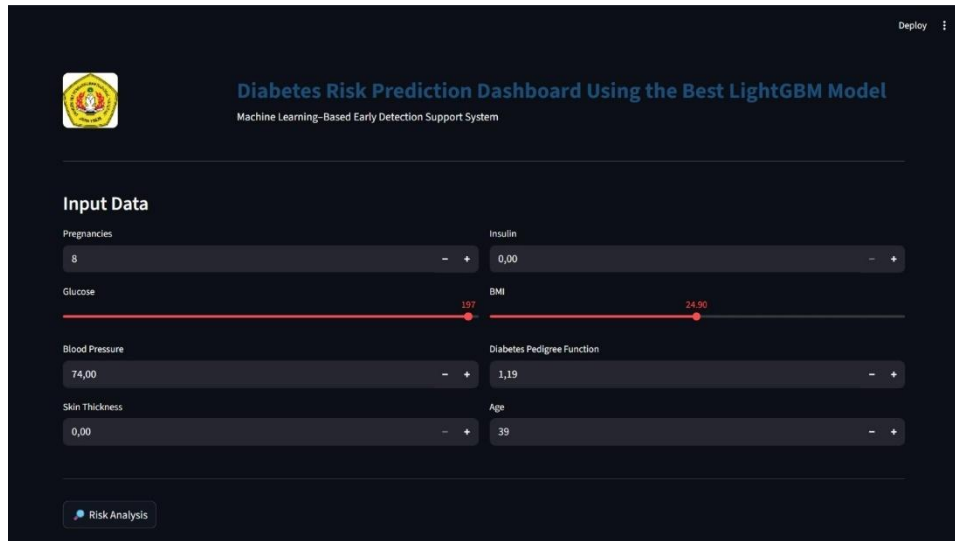 Deploy
Diabetes Risk Prediction Dashboard Using the Best LightGBM Model
Machine Learning–Based Early Detection Support System
Input Data
Pregnancies
8
Insulin
0,00
Glucose
197
BMI
24.90
Blood Pressure
74,00
Diabetes Pedigree Function
1,19
Skin Thickness
0,00
Age
39
Risk Analysis